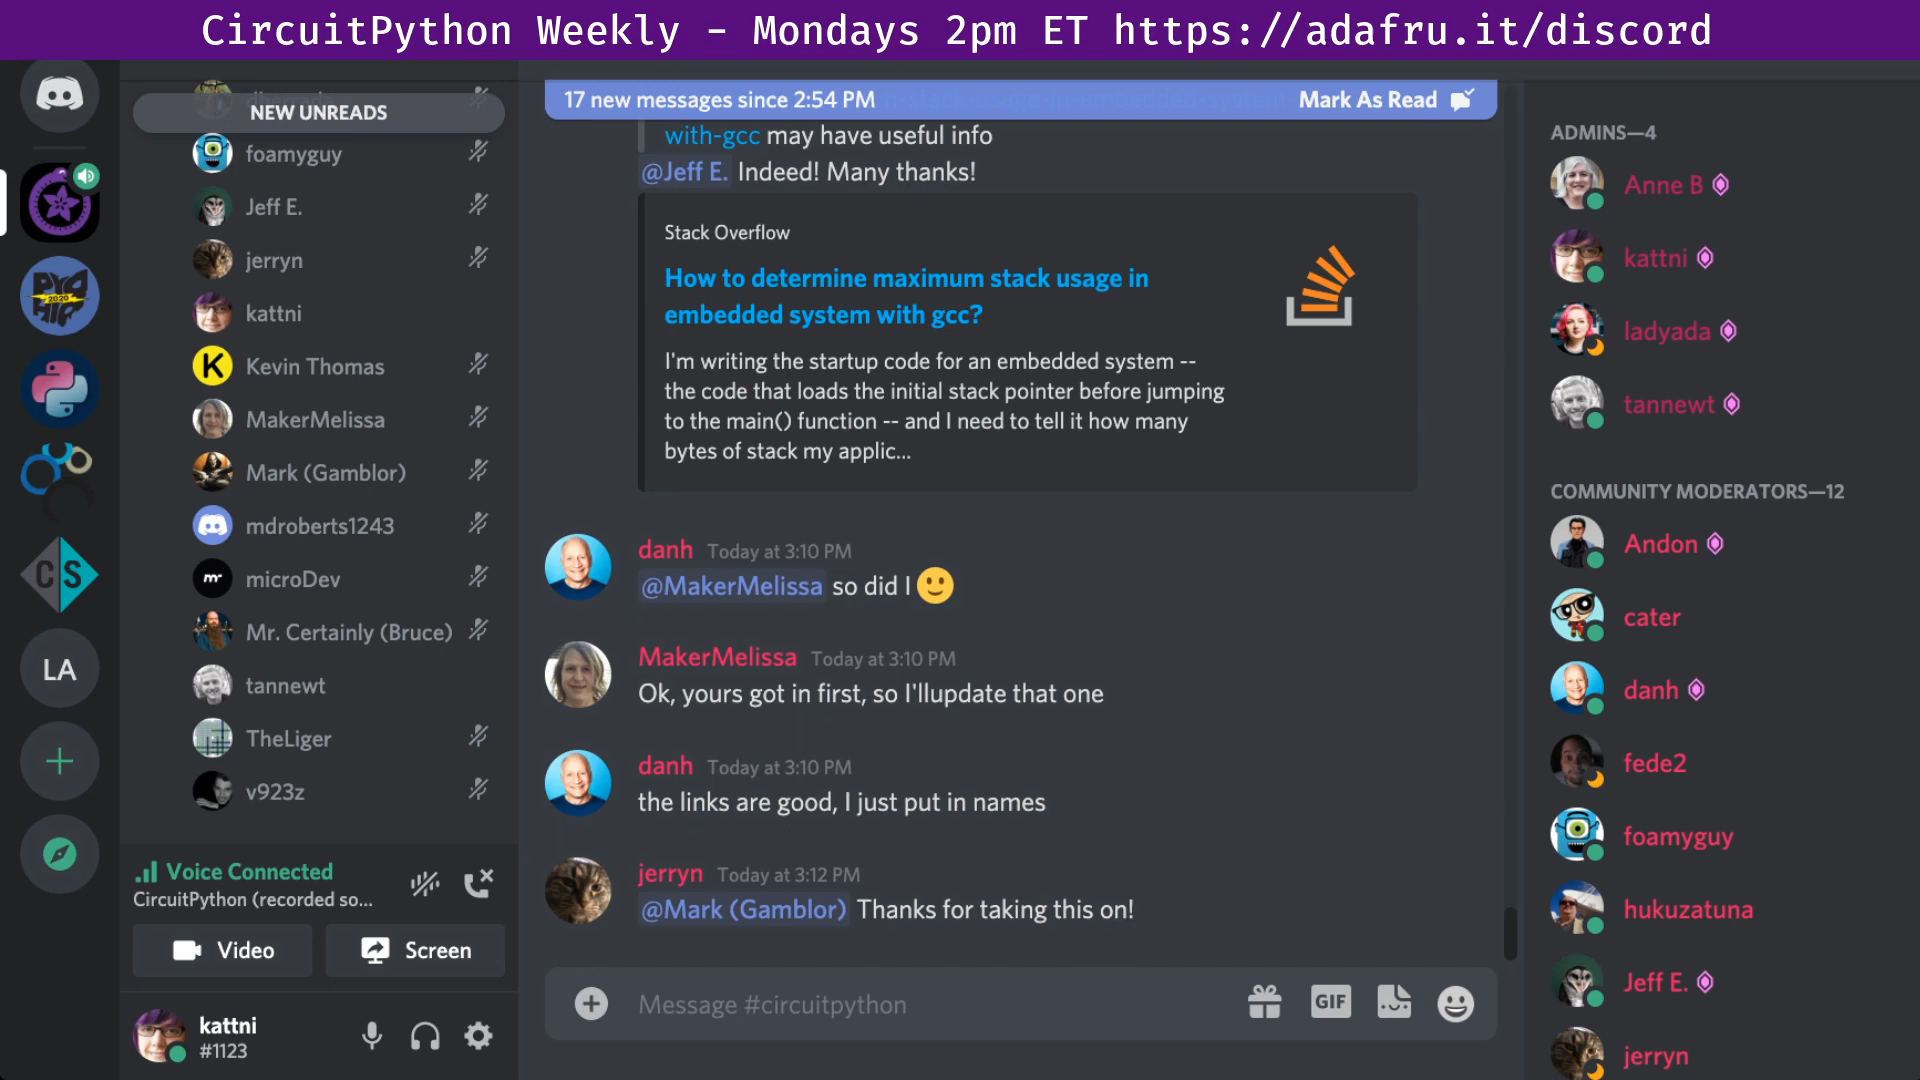 CircuitPython Weekly – Mondays 2pm ET https://adafru.it/discord
NEW UNREADS
foamyguy
Jeff E.
jerryn
kattni
Kevin Thomas
MakerMelissa
Mark (Gamblor)
mdroberts1243
microDev
Mr. Certainly (Bruce)
tannewt
TheLiger
v923z
Voice Connected
CircuitPython (recorded so...
Video
Screen
kattni
#1123
LA
CS
PYO
2020
HIP
K
17 new messages since 2:54 PM
Mark As Read
with-gcc may have useful info
@Jeff E. Indeed! Many thanks!
Stack Overflow
How to determine maximum stack usage in
embedded system with gcc?
I'm writing the startup code for an embedded system --
the code that loads the initial stack pointer before jumping
to the main() function -- and I need to tell it how many
bytes of stack my applic...
danh Today at 3:10 PM
@MakerMelissa so did I
MakerMelissa Today at 3:10 PM
Ok, yours got in first, so I'llupdate that one
danh Today at 3:10 PM
the links are good, I just put in names
jerryn Today at 3:12 PM
@Mark (Gamblor) Thanks for taking this on!
Message #circuitpython
GIF
ADMINS—4
Anne B
kattni
ladyada
tannewt
COMMUNITY MODERATORS—12
Andon
cater
danh
fede2
foamyguy
hukuzatuna
Jeff E.
jerryn